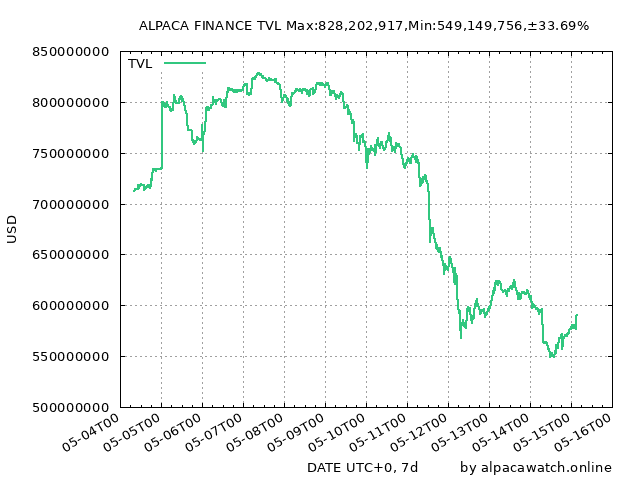 ALPACA FINANCE TVL Max:828,202,917,Min:549,149,756,±33.69%
TVL
850000000
800000000
750000000
700000000
650000000
600000000
550000000
500000000
USD
05-04T00
05-05T00
05-06T00
05-07T00
05-08T00
05-09T00
05-10T00
05-11T00
05-12T00
05-13T00
05-14T00
05-15T00
05-16T00
DATE UTC+0, 7d
by alpacawatch.online